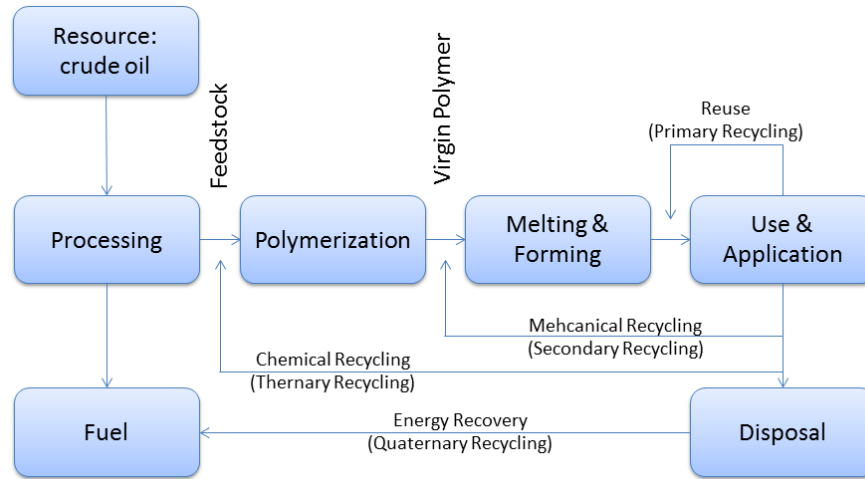 Resource:
crude oil
Feedstock
Virgin Polymer
Reuse
(Primary Recycling)
Processing
Polymerization
Melting &
Forming
Use &
Application
Mehcanical Recycling
(Secondary Recycling)
Chemical Recycling
(Thernary Recycling)
Fuel
Energy Recovery
(Quaternary Recycling)
Disposal